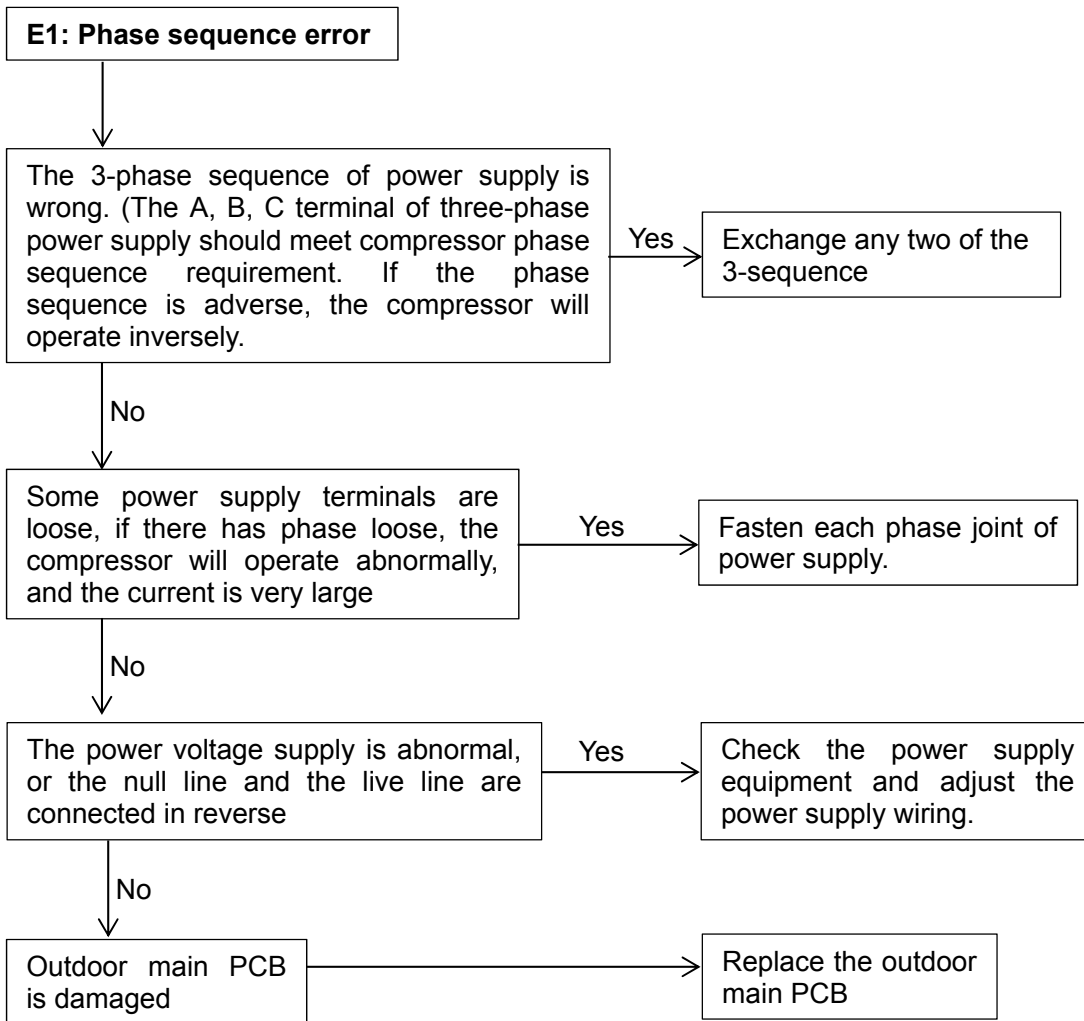 E1: Phase sequence error
The 3-phase sequence of power supply is
wrong. (The A, B, C terminal of three-phase
power supply should meet compressor phase
sequence requirement. If the phase
sequence is adverse, the compressor will
operate inversely.
Yes
Exchange any two of the
3-sequence
No
Some power supply terminals are
loose, if there has phase loose, the
compressor will operate abnormally,
and the current is very large
Yes
Fasten each phase joint of
power supply.
No
The power voltage supply is abnormal,
or the null line and the live line are
connected in reverse
Yes
Check the power supply
equipment and adjust the
power supply wiring.
No
Outdoor main PCB
is damaged
Replace the outdoor
main PCB